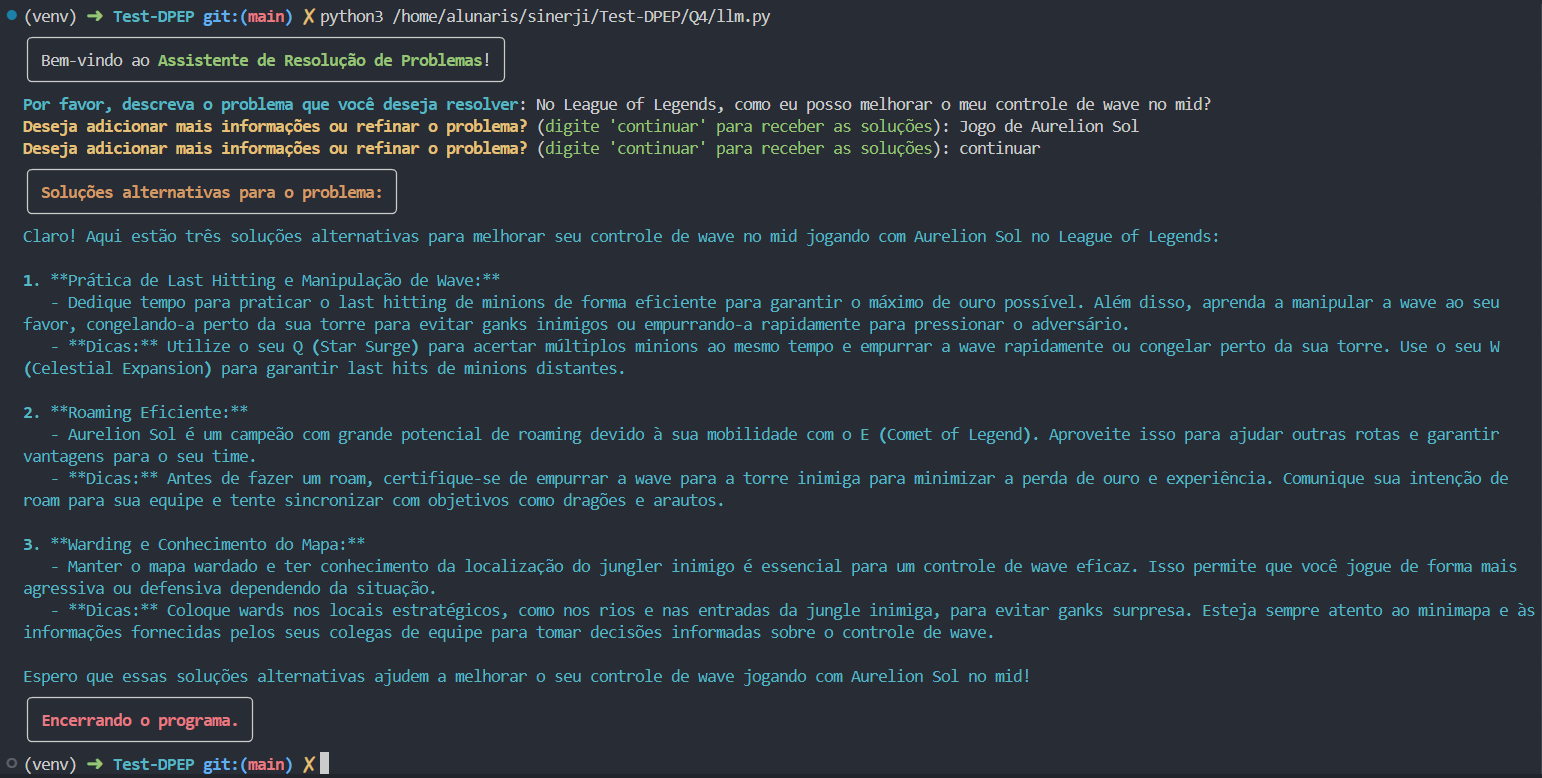 (venv) ➜ Test-DPEP git:(main) ✗ python3 /home/alunaris/sinerji/Test-DPEP/Q4/llm.py
Bem-vindo ao Assistente de Resolução de Problemas!
Por favor, descreva o problema que você deseja resolver: No League of Legends, como eu posso melhorar o meu controle de wave no mid?
Deseja adicionar mais informações ou refinar o problema? (digite 'continuar' para receber as soluções): Jogo de Aurelion Sol
Deseja adicionar mais informações ou refinar o problema? (digite 'continuar' para receber as soluções): continuar
Soluções alternativas para o problema:
Claro! Aqui estão três soluções alternativas para melhorar seu controle de wave no mid jogando com Aurelion Sol no League of Legends:
1. **Prática de Last Hitting e Manipulação de Wave:**
- Dedique tempo para praticar o last hitting de minions de forma eficiente para garantir o máximo de ouro possível. Além disso, aprenda a manipular a wave ao seu
favor, congelando-a perto da sua torre para evitar ganks inimigos ou empurrando-a rapidamente para pressionar o adversário.
- **Dicas:** Utilize o seu Q (Star Surge) para acertar múltiplos minions ao mesmo tempo e empurrar a wave rapidamente ou congelar perto da sua torre. Use o seu W
(Celestial Expansion) para garantir last hits de minions distantes.
2. **Roaming Eficiente:**
- Aurelion Sol é um campeão com grande potencial de roaming devido à sua mobilidade com o E (Comet of Legend). Aproveite isso para ajudar outras rotas e garantir
vantagens para o seu time.
- **Dicas:** Antes de fazer um roam, certifique-se de empurrar a wave para a torre inimiga para minimizar a perda de ouro e experiência. Comunique sua intenção de
roam para sua equipe e tente sincronizar com objetivos como dragões e arautos.
3. **Warding e Conhecimento do Mapa:**
- Manter o mapa wardado e ter conhecimento da localização do jungler inimigo é essencial para um controle de wave eficaz. Isso permite que você jogue de forma mais
agressiva ou defensiva dependendo da situação.
- **Dicas:** Coloque wards nos locais estratégicos, como nos rios e nas entradas da jungle inimiga, para evitar ganks surpresa. Esteja sempre atento ao minimapa e às
informações fornecidas pelos seus colegas de equipe para tomar decisões informadas sobre o controle de wave.
Espero que essas soluções alternativas ajudem a melhorar o seu controle de wave jogando com Aurelion Sol no mid!
Encerrando o programa.
(venv) ➜ Test-DPEP git:(main) ✗